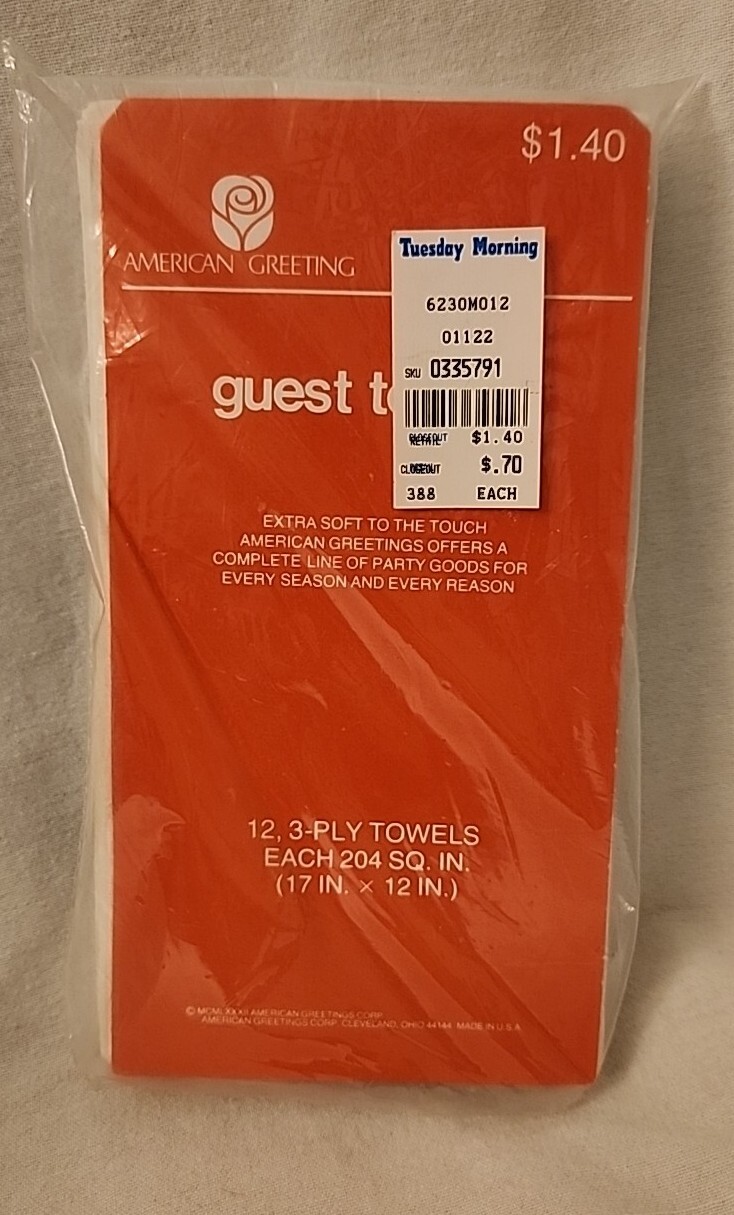 $1.40
AMERICAN GREETING
Tuesday Morning
6230M012
01122
SKU 0335791
guest
$1.40
CLOSEOUT $.70
388 EACH
EXTRA SOFT TO THE TOUCH
AMERICAN GREETINGS OFFERS A
COMPLETE LINE OF PARTY GOODS FOR
EVERY SEASON AND EVERY REASON
12, 3-PLY TOWELS
EACH 204 SQ. IN.
(17 IN. × 12 IN.)
© MCMLXXXII AMERICAN GREETINGS CORP.
AMERICAN GREETINGS CORP. CLEVELAND, OHIO 44144 MADE IN U.S.A.